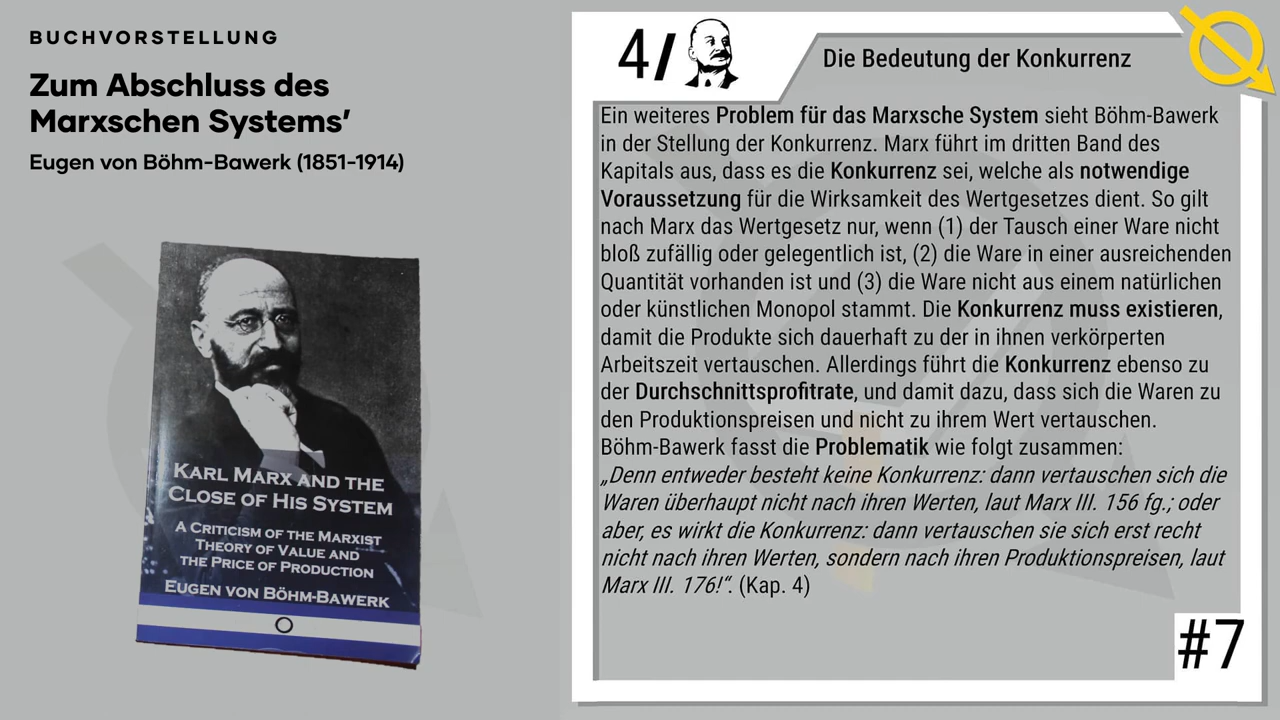 BUCHVORSTELLUNG
Zum Abschluss des
Marxschen Systems’
Eugen von Böhm-Bawerk (1851-1914)
KARL MARX AND THE
CLOSE OF HIS SYSTEM
A CRITICISM OF THE MARXIST
THEORY OF VALUE AND
THE PRICE OF PRODUCTION
EUGEN VON BÖHM-BAWERK
4/
Die Bedeutung der Konkurrenz
Ein weiteres Problem für das Marxsche System sieht Böhm-Bawerk
in der Stellung der Konkurrenz. Marx führt im dritten Band des
Kapitals aus, dass es die Konkurrenz sei, welche als notwendige
Voraussetzung für die Wirksamkeit des Wertgesetzes dient. So gilt
nach Marx das Wertgesetz nur, wenn (1) der Tausch einer Ware nicht
bloß zufällig oder gelegentlich ist, (2) die Ware in einer ausreichenden
Quantität vorhanden ist und (3) die Ware nicht aus einem natürlichen
oder künstlichen Monopol stammt. Die Konkurrenz muss existieren,
damit die Produkte sich dauerhaft zu der in ihnen verkörperten
Arbeitszeit vertauschen. Allerdings führt die Konkurrenz ebenso zu
der Durchschnittsprofitrate, und damit dazu, dass sich die Waren zu
den Produktionspreisen und nicht zu ihrem Wert vertauschen.
Böhm-Bawerk fasst die Problematik wie folgt zusammen:
„Denn entweder besteht keine Konkurrenz: dann vertauschen sich die
Waren überhaupt nicht nach ihren Werten, laut Marx III. 156 fg.; oder
aber, es wirkt die Konkurrenz: dann vertauschen sie sich erst recht
nicht nach ihren Werten, sondern nach ihren Produktionspreisen, laut
Marx III. 176!“. (Kap. 4)
#7